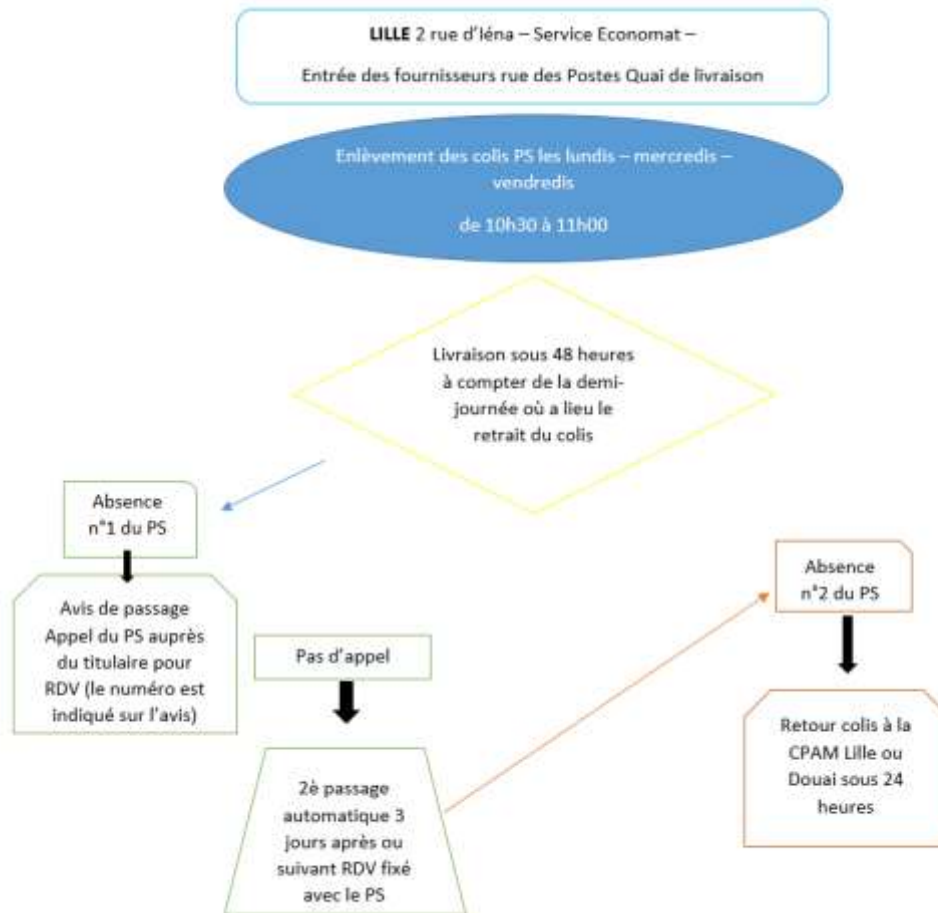 LILLE 2 rue d’Iéna – Service Economat –
Entrée des fournisseurs rue des Postes Quai de livraison
Enlèvement des colis PS les lundis – mercredis –
vendredis
de 10h30 à 11h00
Livraison sous 48 heures
à compter de la demi-
journée où a lieu le
retrait du colis
Absence
n°1 du PS
Avis de passage
Appel du PS auprès
du titulaire pour
RDV (le numéro est
indiqué sur l’avis)
Pas d’appel
2è passage
automatique 3
jours après ou
suivant RDV fixé
avec le PS
Absence
n°2 du PS
Retour colis à la
CPAM Lille ou
Douai sous 24
heures